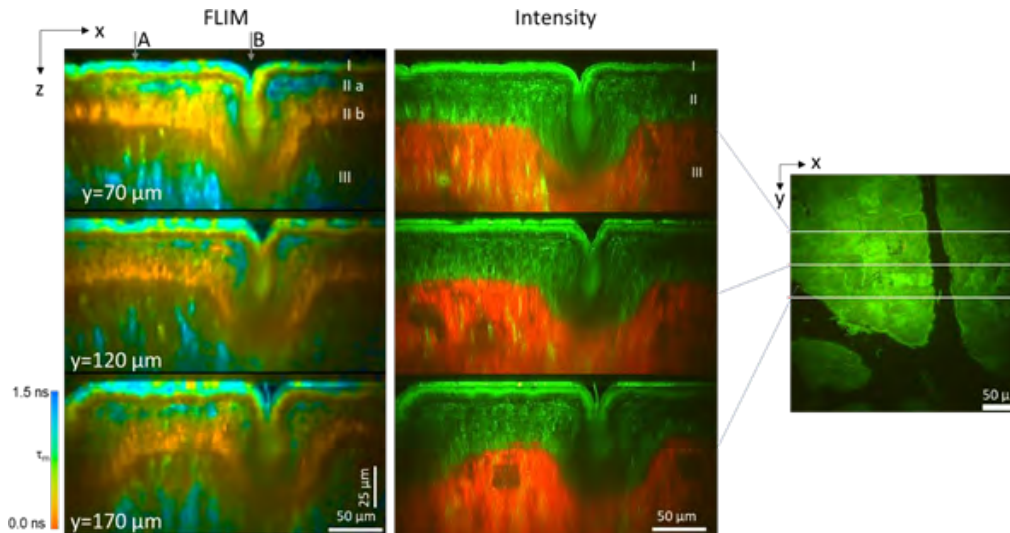 FLIM
Intensity
x
z
A
B
I
II a
II b
III
y=70 µm
I
II
III
x
y
50 µ
y=120 µm
1.5 ns
τm
0.0 ns
y=170 µm
25 µm
50 µm
50 µm